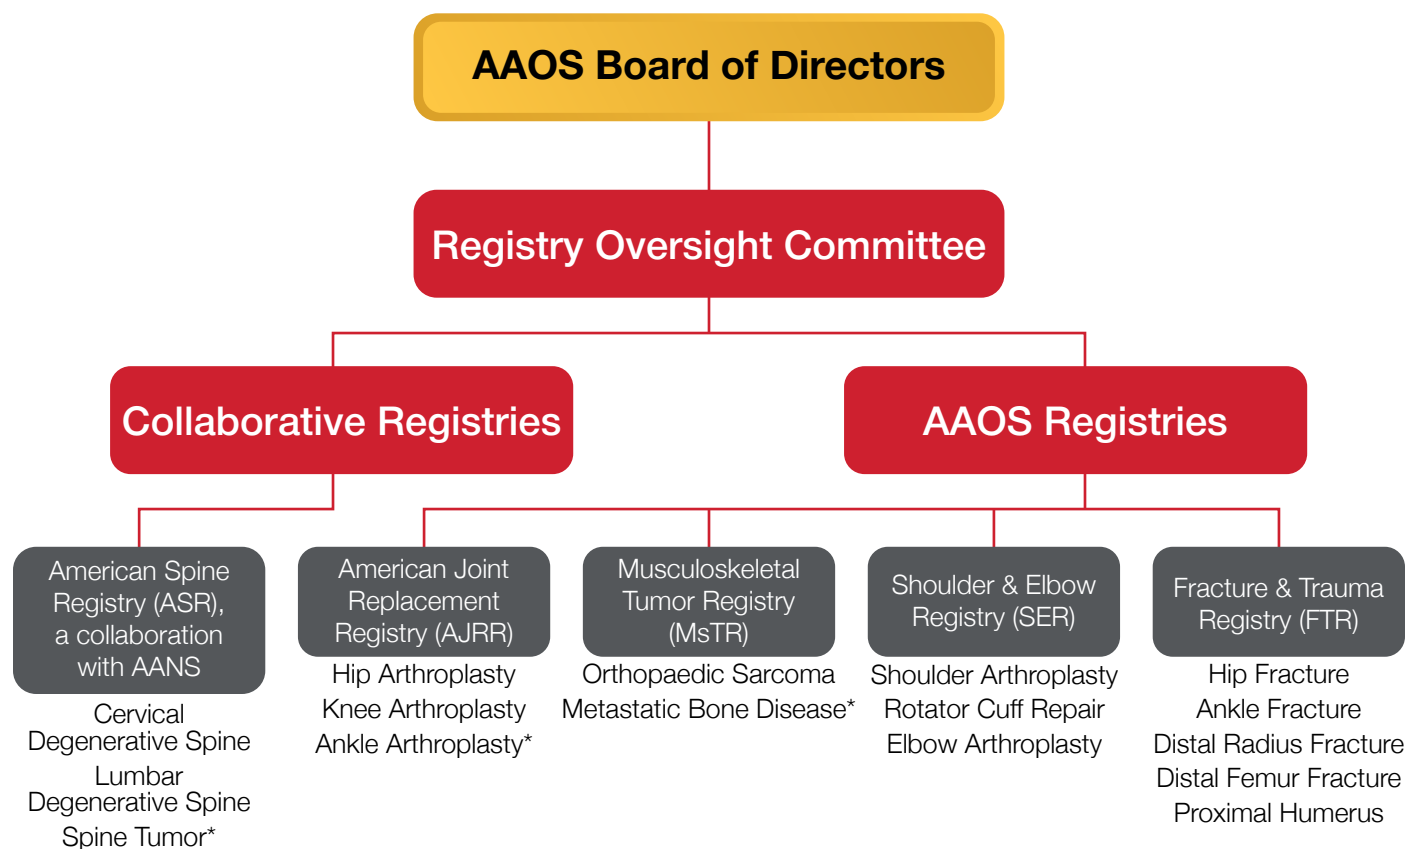 AAOS Board of Directors
Registry Oversight Committee
Collaborative Registries
AAOS Registries
American Spine
Registry (ASR),
a collaboration
with AANS
Cervical
Degenerative Spine
Lumbar
Degenerative Spine
Spine Tumor*
American Joint
Replacement
Registry (AJRR)
Hip Arthroplasty
Knee Arthroplasty
Ankle Arthroplasty*
Musculoskeletal
Tumor Registry
(MsTR)
Orthopaedic Sarcoma
Metastatic Bone Disease*
Shoulder & Elbow
Registry (SER)
Shoulder Arthroplasty
Rotator Cuff Repair
Elbow Arthroplasty
Fracture & Trauma
Registry (FTR)
Hip Fracture
Ankle Fracture
Distal Radius Fracture
Distal Femur Fracture
Proximal Humerus